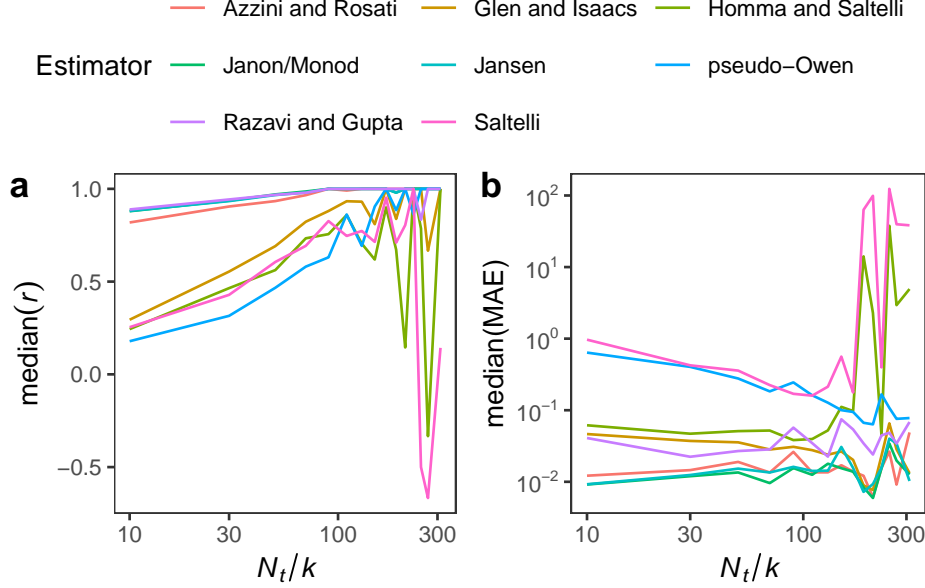 Azzini and Rosati Glen and Isaacs Homma and Saltelli
Estimator Janon/Monod Jansen pseudo−Owen
Razavi and Gupta Saltelli
a
median(r)
1.0
0.5
0.0
−0.5
10 30 100 300
N_t/k
b
median(MAE)
10^2
10^1
10^0
10^−1
10^−2
10 30 100 300
N_t/k